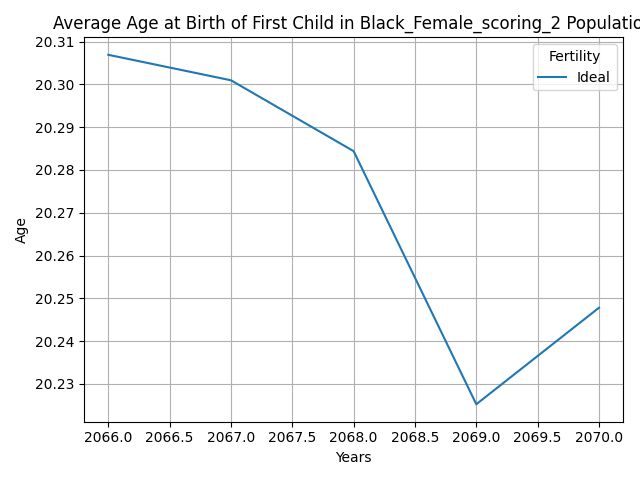 Average Age at Birth of First Child in Black_Female_scoring_2 Populatio
20.31
20.30
20.29
20.28
20.27
20.26
20.25
20.24
20.23
Age
Fertility
Ideal
2066.0 2066.5 2067.0 2067.5 2068.0 2068.5 2069.0 2069.5 2070.0
Years